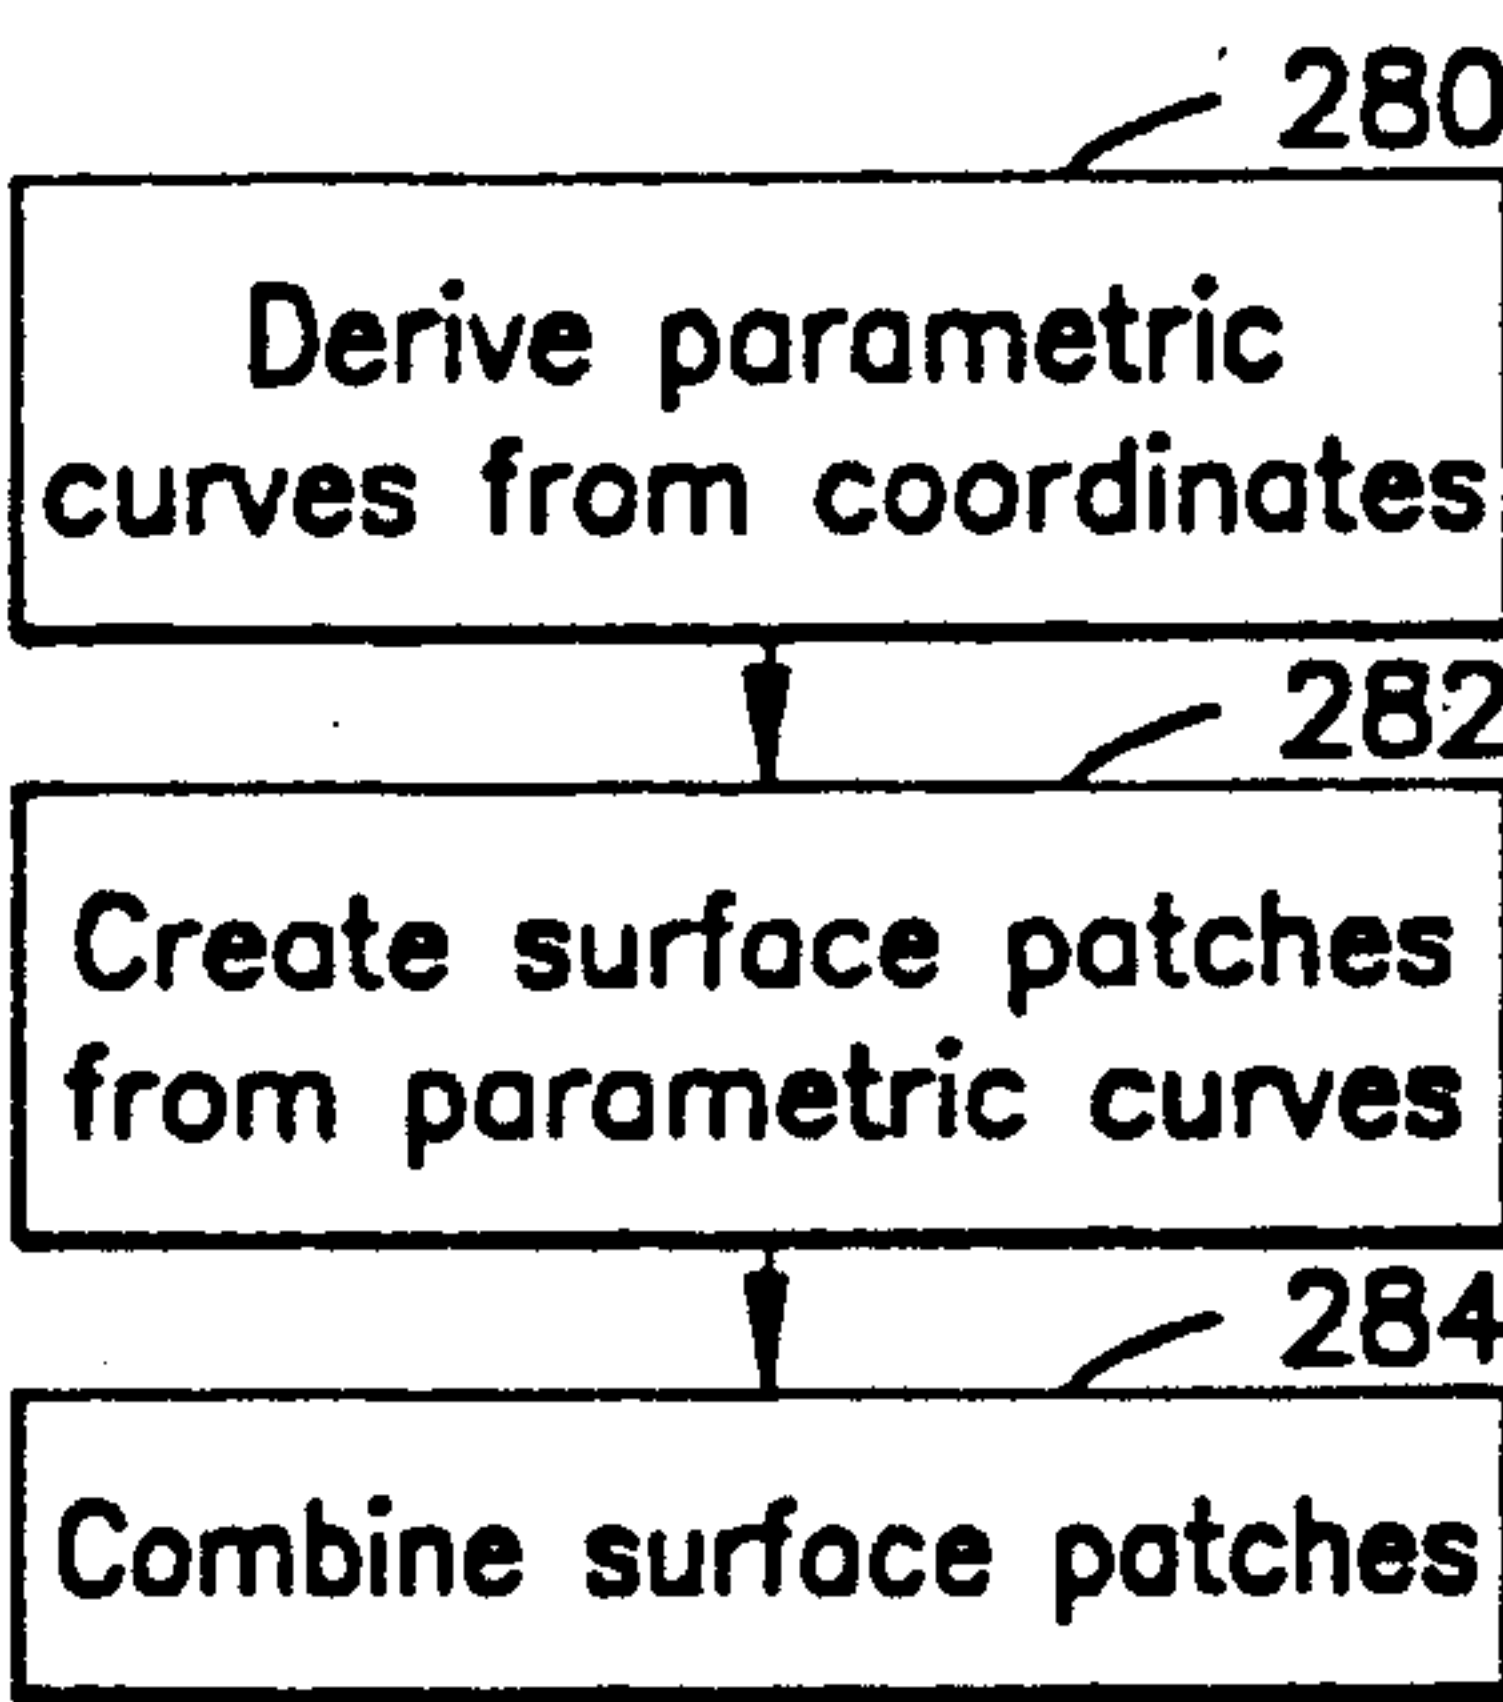 280
Derive parametric
curves from coordinates
282
Create surface patches
from parametric curves
284
Combine surface patches